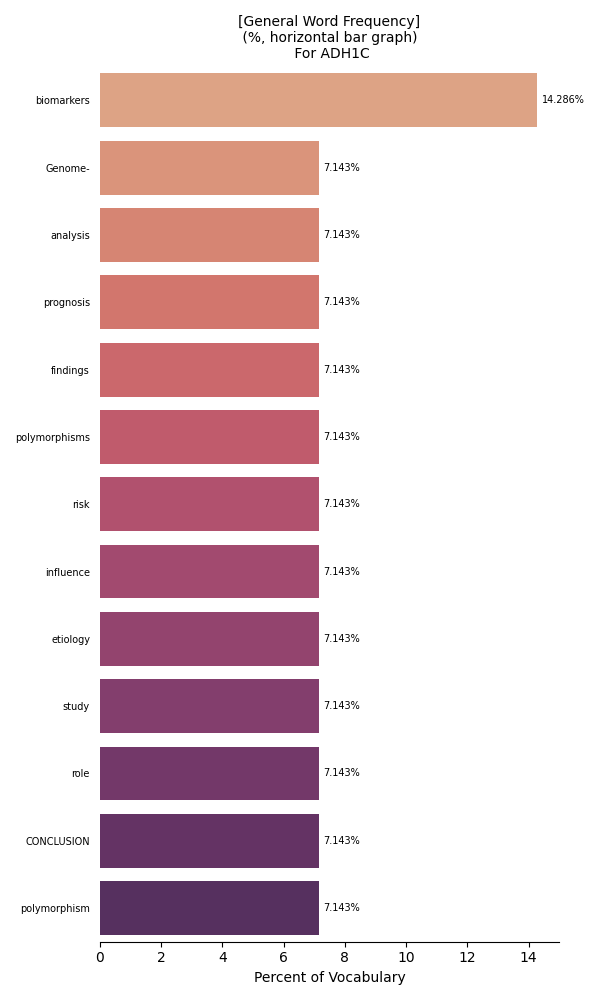 [General Word Frequency]
(%, horizontal bar graph)
For ADH1C
biomarkers 14.286%
Genome- 7.143%
analysis 7.143%
prognosis 7.143%
findings 7.143%
polymorphisms 7.143%
risk 7.143%
influence 7.143%
etiology 7.143%
study 7.143%
role 7.143%
CONCLUSION 7.143%
polymorphism 7.143%
0 2 4 6 8 10 12 14
Percent of Vocabulary